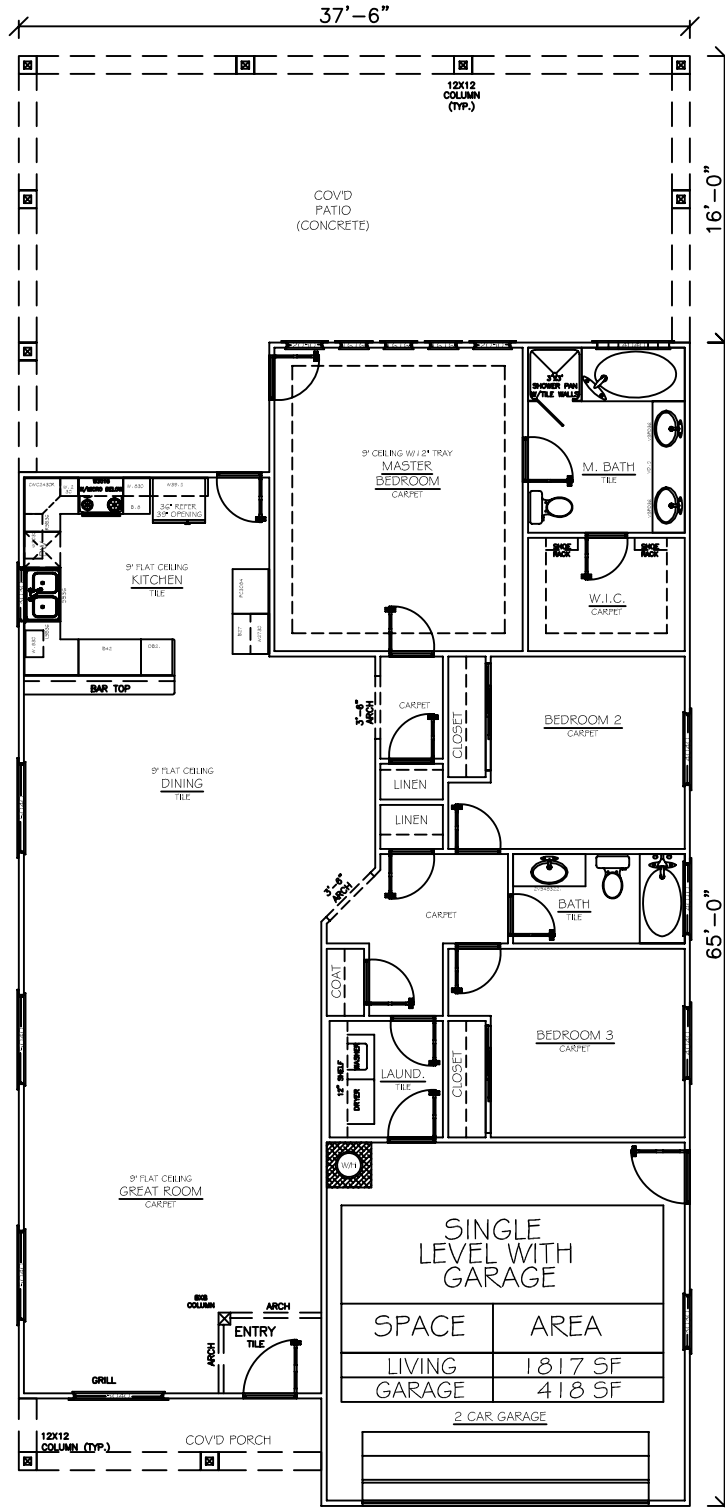 37'-6"
12X12
COLUMN
(TYP.)
COV'D
PATIO
(CONCRETE)
16'-0"
3'X3'
SHOWER PAN
W/TILE WALLS
9' CEILING W/12" TRAY
MASTER
BEDROOM
CARPET
M. BATH
TILE
36" REFER
39" OPENING
9' FLAT CEILING
KITCHEN
TILE
SHOE
RACK
SHOE
RACK
W.I.C.
CARPET
BAR TOP
3'-6"
ARCH
CARPET
CLOSET
BEDROOM 2
CARPET
9' FLAT CEILING
DINING
TILE
LINEN
LINEN
3'-6"
ARCH
CARPET
BATH
TILE
65'-0"
COAT
BEDROOM 3
CARPET
12" SHELF
WASHER
DRYER
LAUND.
TILE
CLOSET
W/H
9' FLAT CEILING
GREAT ROOM
CARPET
SINGLE
LEVEL WITH
GARAGE
SPACE AREA
LIVING 1817 SF
GARAGE 418 SF
8X8
COLUMN
ARCH
ENTRY
TILE
ARCH
GRILL
2 CAR GARAGE
12X12
COLUMN (TYP.)
COV'D PORCH